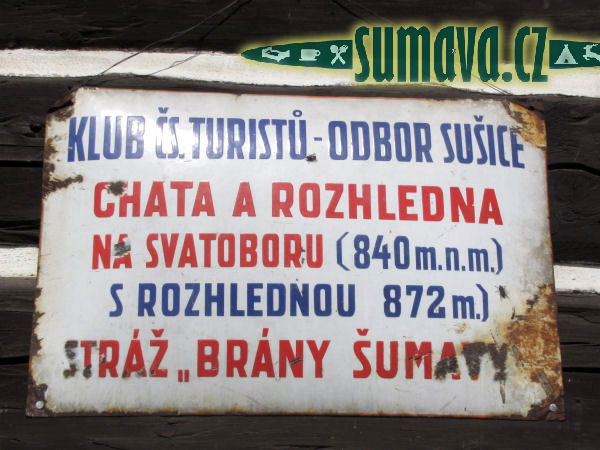 sumava.cz
KLUB ČS. TURISTŮ - ODBOR SUŠICE
CHATA A ROZHLEDNA
NA SVATOBORU (840 m.n.m.)
S ROZHLEDNOU 872 m.)
STRÁŽ „BRÁNY ŠUMAVY